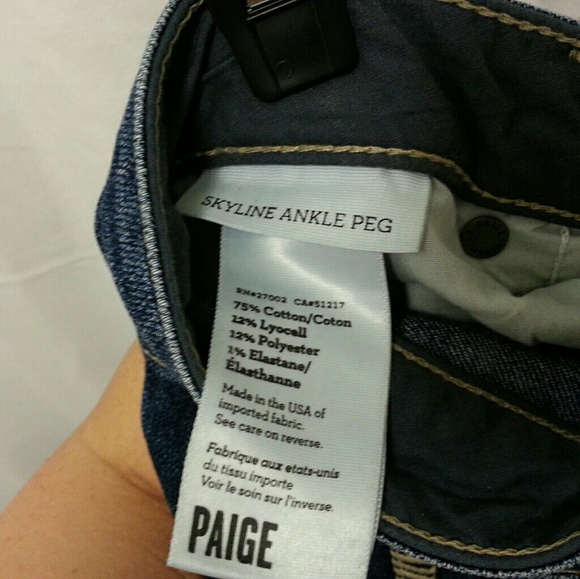 SKYLINE ANKLE PEG
RN#27002 CA#51217
75% Cotton/Coton
12% Lyocell
12% Polyester
1% Elastane/
Élasthanne
Made in the USA of
imported fabric.
See care on reverse.
Fabrique aux etats-unis
du tissu importe
Voir le soin sur l'inverse.
PAIGE